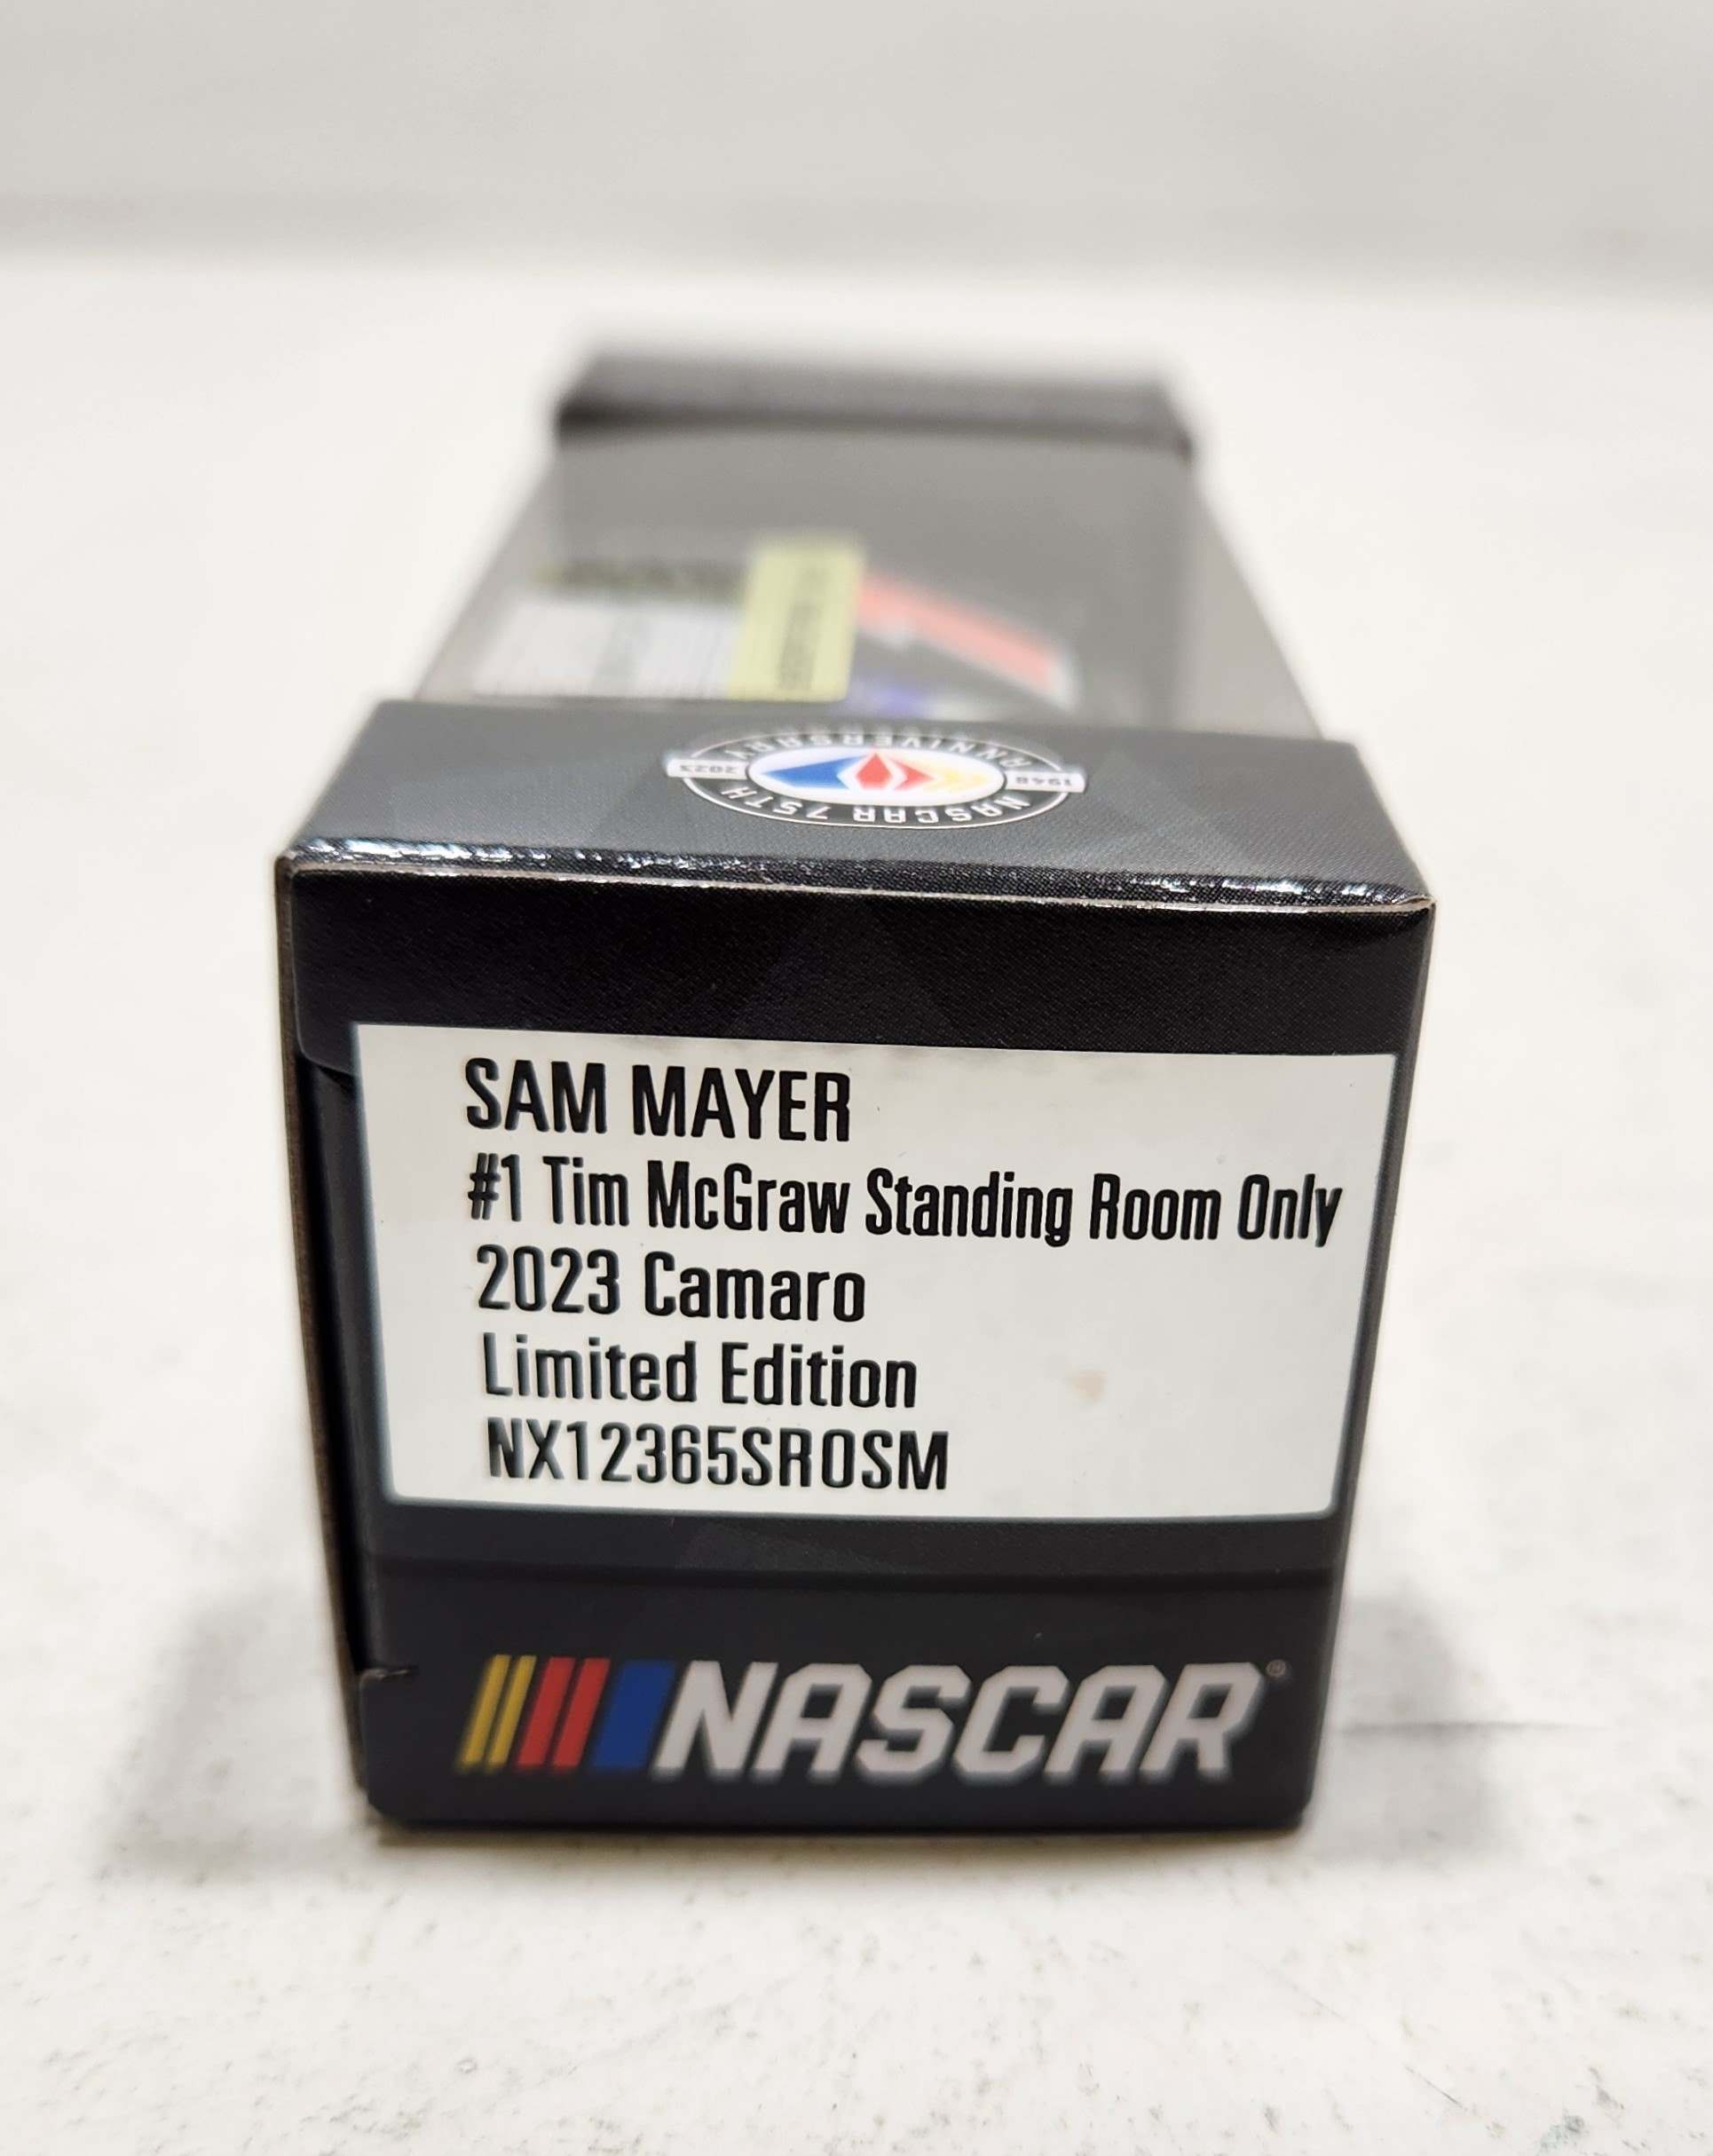 NASCAR 75TH
ANNIVERSARY
1948 2023
SAM MAYER
#1 Tim McGraw Standing Room Only
2023 Camaro
Limited Edition
NX12365SROSM
NASCAR®